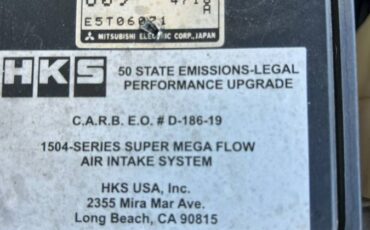 E5T06071
MITSUBISHI ELECTRIC CORP., JAPAN
HKS
50 STATE EMISSIONS-LEGAL
PERFORMANCE UPGRADE
C.A.R.B. E.O. # D-186-19
1504-SERIES SUPER MEGA FLOW
AIR INTAKE SYSTEM
HKS USA, Inc.
2355 Mira Mar Ave.
Long Beach, CA 90815